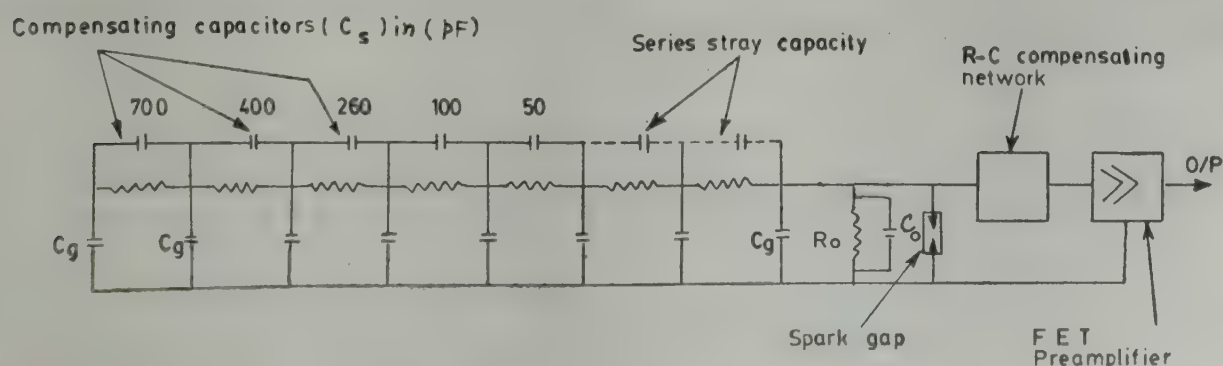 Compensating capacitors (Cs) in (pF)
Series stray capacity
R-C compensating
network
700
400
260
100
50
O/P
Cg
Cg
Cg
Ro
Co
Spark gap
FET
Preamplifier